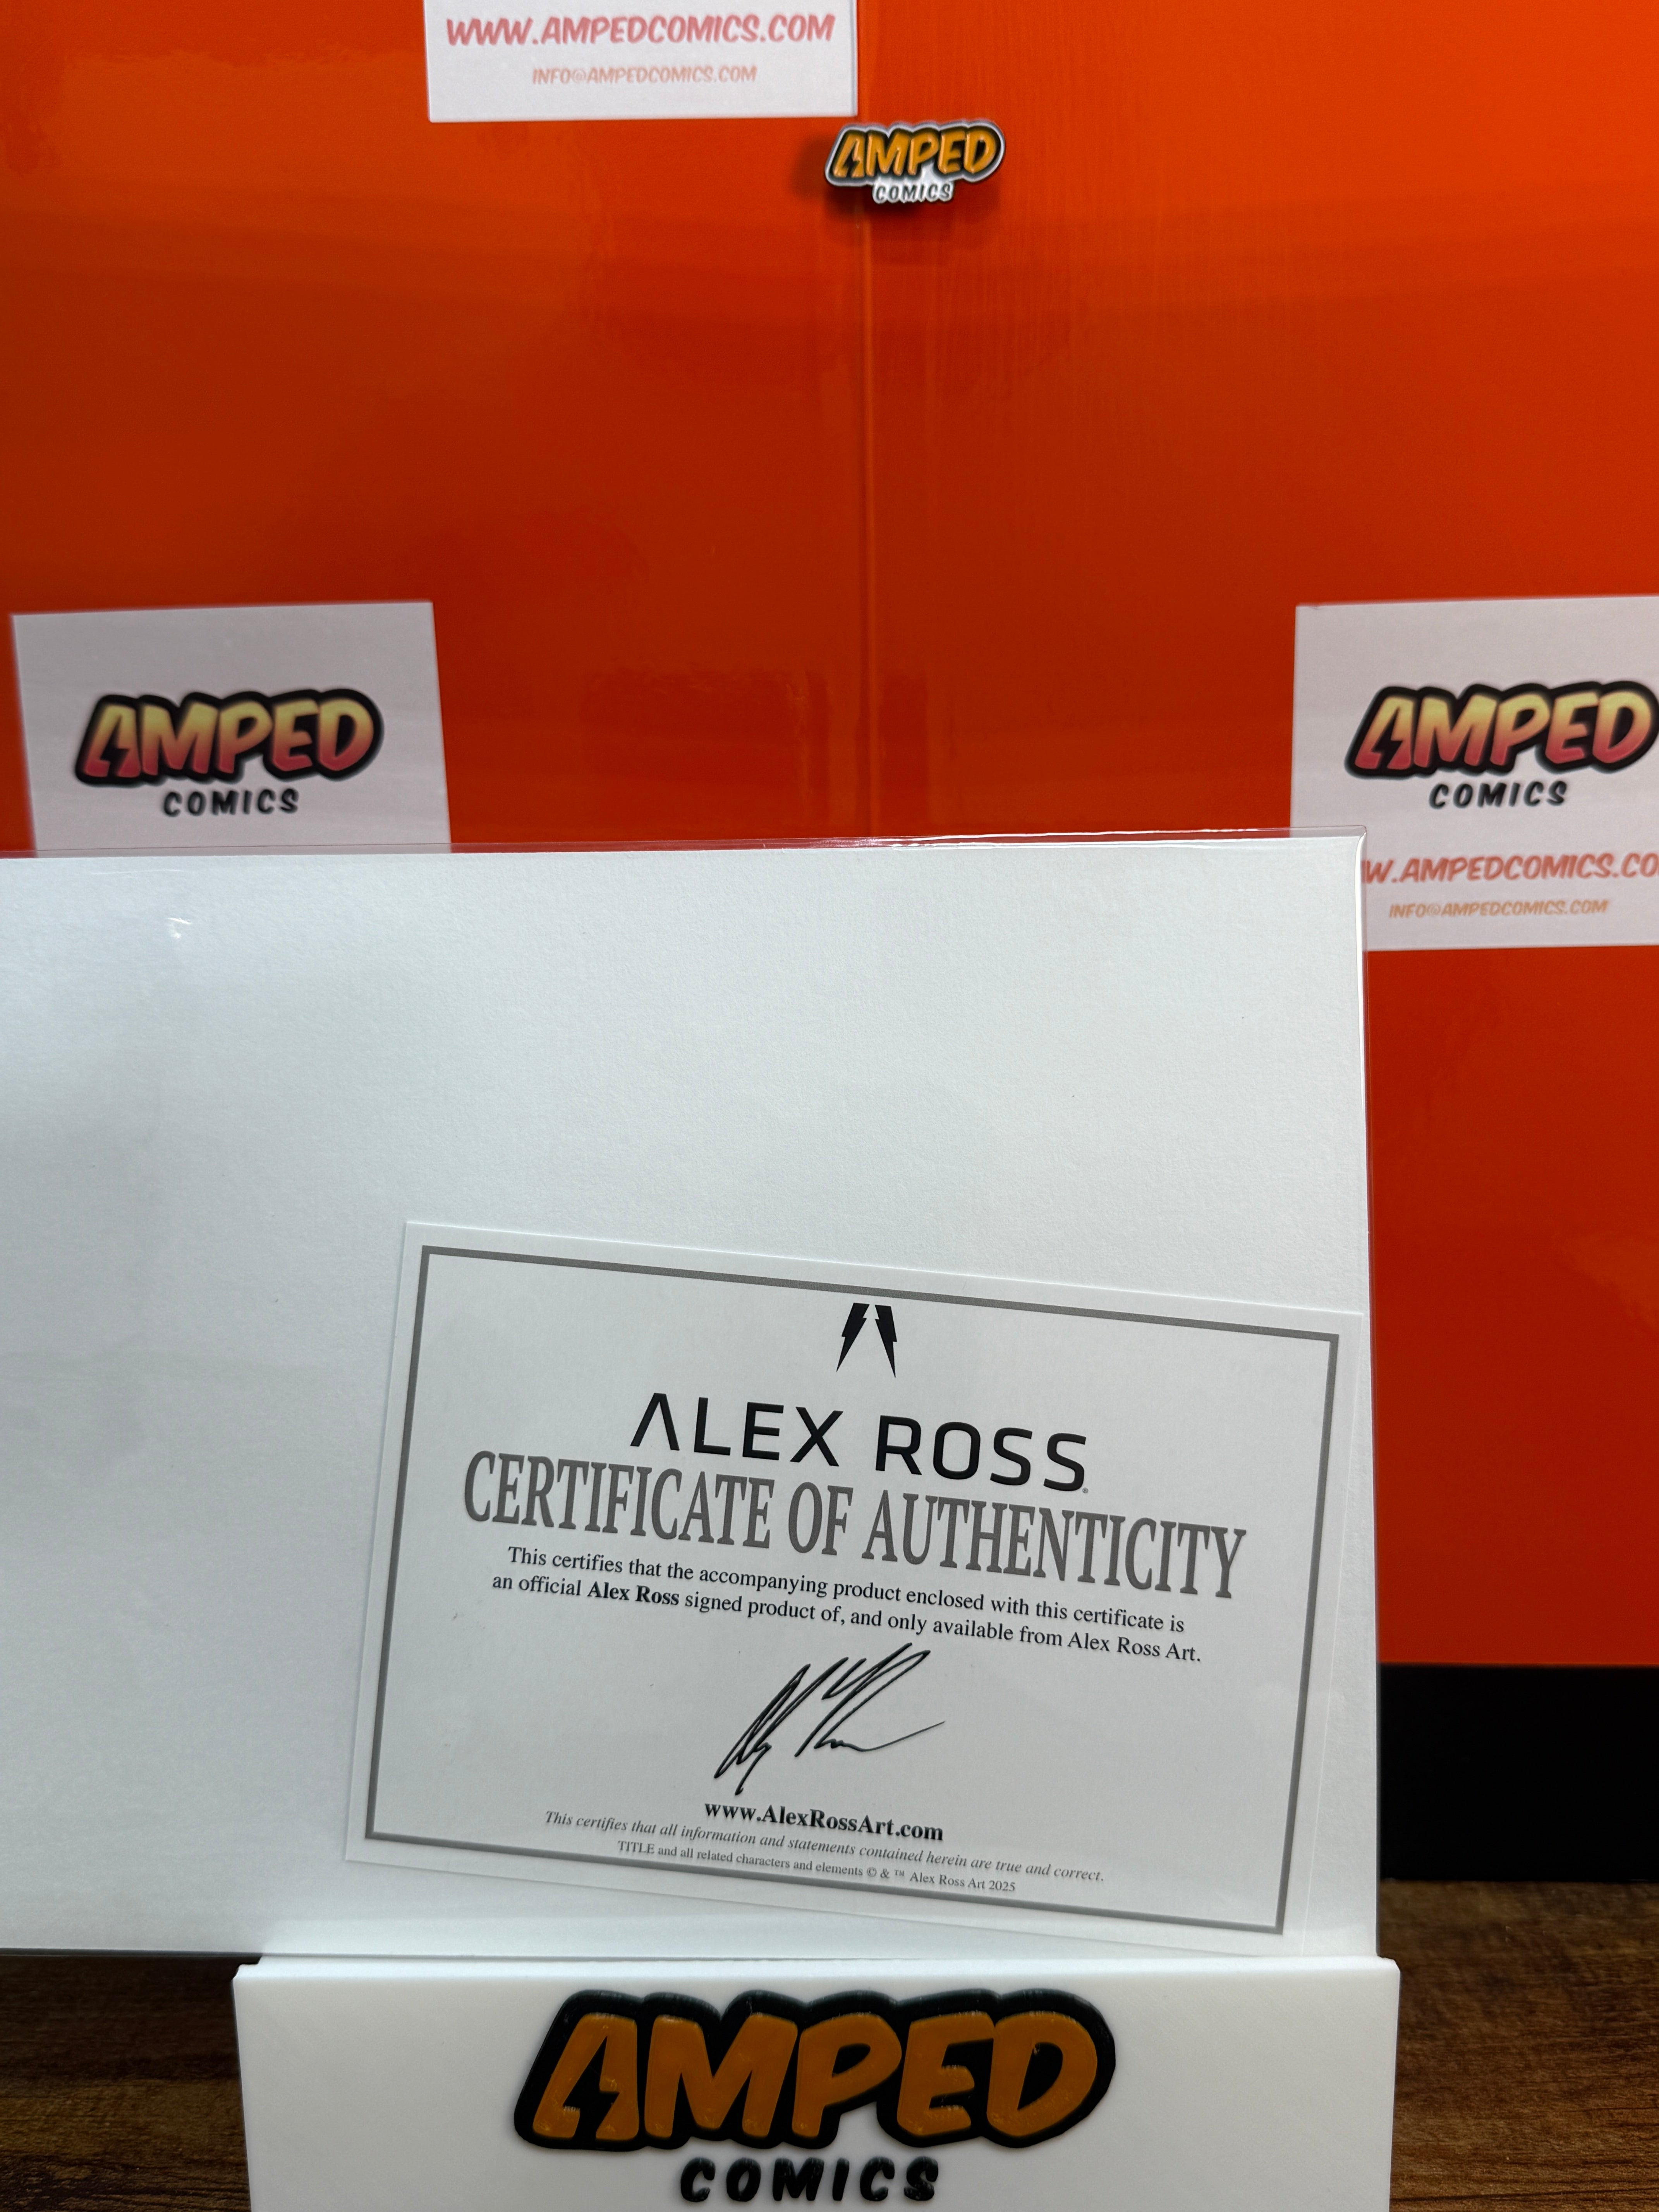 WWW.AMPEDCOMICS.COM
INFO@AMPEDCOMICS.COM
AMPED
COMICS
AMPED
COMICS
AMPED
COMICS
W.AMPEDCOMICS.CO
INFO@AMPEDCOMICS.COM
ALEX ROSS®
CERTIFICATE OF AUTHENTICITY
This certifies that the accompanying product enclosed with this certificate is
an official Alex Ross signed product of, and only available from Alex Ross Art.
www.AlexRossArt.com
This certifies that all information and statements contained herein are true and correct.
TITLE and all related characters and elements © & ™ Alex Ross Art 2025
AMPED
COMICS